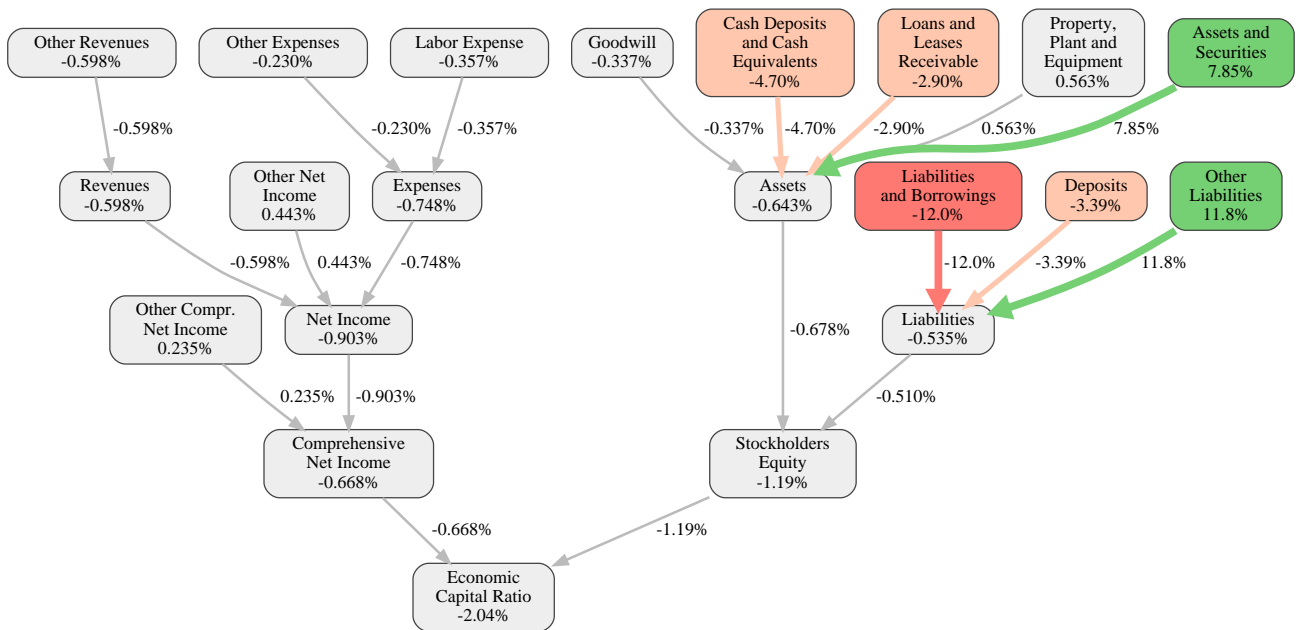 Other Revenues
-0.598%
Other Expenses
-0.230%
Labor Expense
-0.357%
Goodwill
-0.337%
Cash Deposits
and Cash
Equivalents
-4.70%
Loans and
Leases
Receivable
-2.90%
Property,
Plant and
Equipment
0.563%
Assets and
Securities
7.85%
-0.598%
-0.230%
-0.357%
-0.337%
-4.70%
-2.90%
0.563%
7.85%
Revenues
-0.598%
Other Net
Income
0.443%
Expenses
-0.748%
Assets
-0.643%
Liabilities
and Borrowings
-12.0%
Deposits
-3.39%
Other
Liabilities
11.8%
-0.598%
0.443%
-0.748%
-12.0%
-3.39%
11.8%
Other Compr.
Net Income
0.235%
Net Income
-0.903%
-0.678%
Liabilities
-0.535%
0.235%
-0.903%
-0.510%
Comprehensive
Net Income
-0.668%
Stockholders
Equity
-1.19%
-0.668%
-1.19%
Economic
Capital Ratio
-2.04%